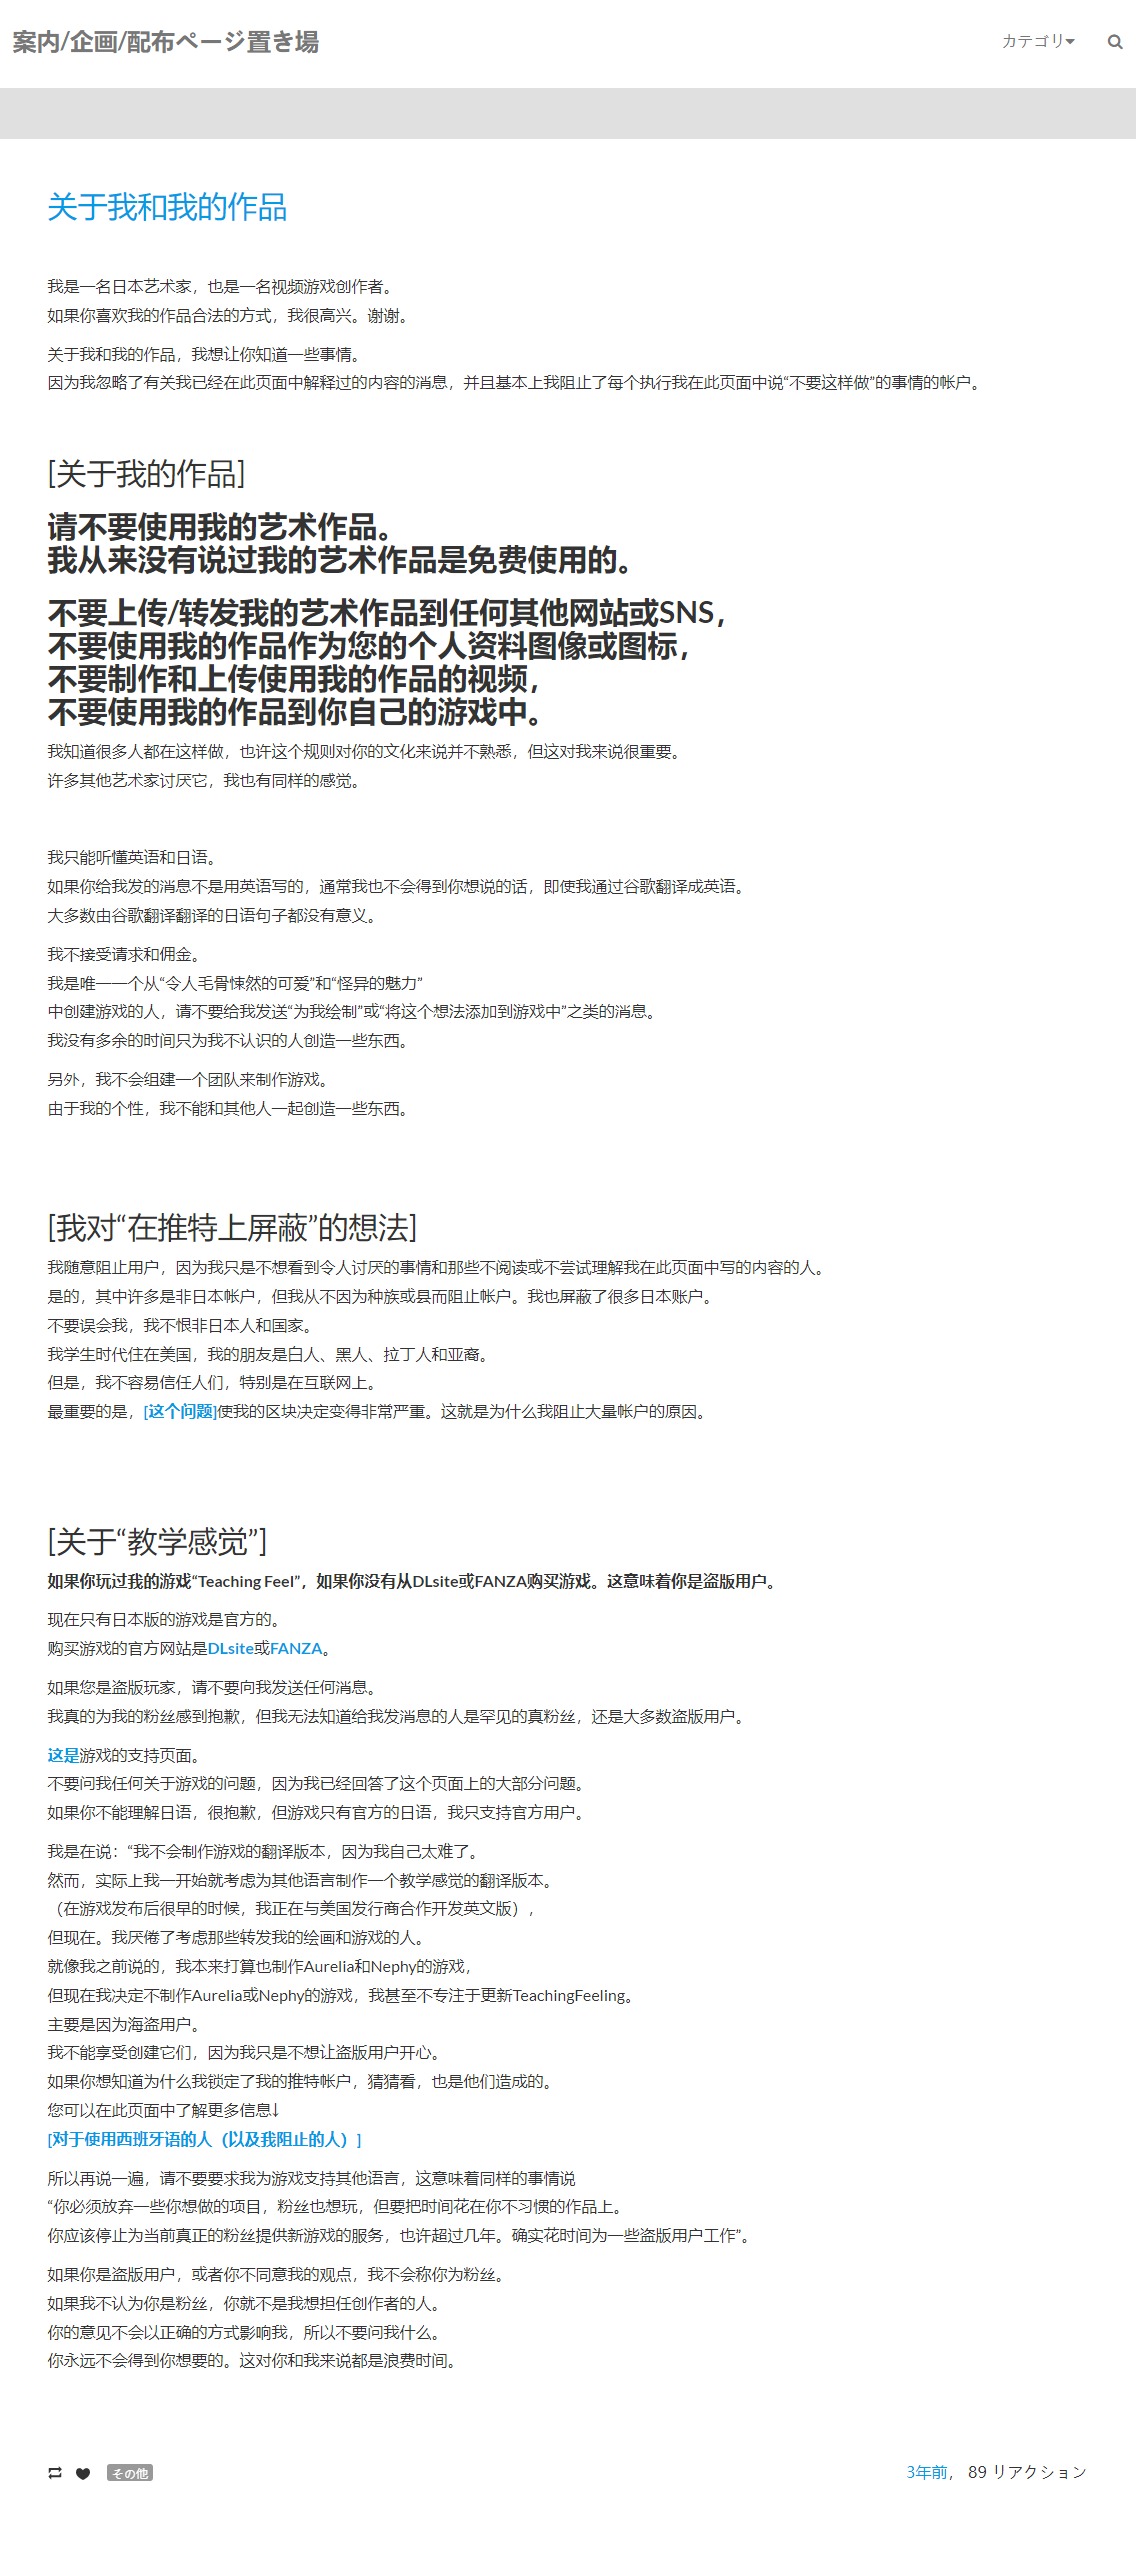 案内/企画/配布ページ置き場
カテゴリ
关于我和我的作品
我是一名日本艺术家，也是一名视频游戏创作者。
如果你喜欢我的作品合法的方式，我很高兴。谢谢。
关于我和我的作品，我想让你知道一些事情。
因为我忽略了有关我已经在此页面中解释过的内容的消息，并且基本上我阻止了每个执行我在此页面中说“不要这样做”的事情的帐户。
[关于我的作品]
请不要使用我的艺术作品。
我从来没有说过我的艺术作品是免费使用的。
不要上传/转发我的艺术作品到任何其他网站或SNS，
不要使用我的作品作为您的个人资料图像或图标，
不要制作和上传使用我的作品的视频，
不要使用我的作品到你自己的游戏中。
我知道很多人都在这样做，也许这个规则对你的文化来说并不熟悉，但这对我来说很重要。
许多其他艺术家讨厌它，我也有同样的感觉。
我只能听懂英语和日语。
如果你给我发的消息不是用英语写的，通常我也不会得到你想说的话，即使我通过谷歌翻译成英语。
大多数由谷歌翻译翻译的日语句子都没有意义。
我不接受请求和佣金。
我是唯一一个从“令人毛骨悚然的可爱”和“怪异的魅力”
中创建游戏的人，请不要给我发送“为我绘制”或“将这个想法添加到游戏中”之类的消息。
我没有多余的时间只为我不认识的人创造一些东西。
另外，我不会组建一个团队来制作游戏。
由于我的个性，我不能和其他人一起创造一些东西。
[我对“在推特上屏蔽”的想法]
我随意阻止用户，因为我只是不想看到令人讨厌的事情和那些不阅读或不尝试理解我在此页面中写的内容的人。
是的，其中许多是非日本帐户，但我从不因为种族或县而阻止帐户。我也屏蔽了很多日本账户。
不要误会我，我不恨非日本人和国家。
我学生时代住在美国，我的朋友是白人、黑人、拉丁人和亚裔。
但是，我不容易信任人们，特别是在互联网上。
最重要的是，[这个问题]使我的区块决定变得非常严重。这就是为什么我阻止大量帐户的原因。
[关于“教学感觉”]
如果你玩过我的游戏“Teaching Feel”，如果你没有从DLsite或FANZA购买游戏。这意味着你是盗版用户。
现在只有日本版的游戏是官方的。
购买游戏的官方网站是DLsite或FANZA。
如果您是盗版玩家，请不要向我发送任何消息。
我真的为我的粉丝感到抱歉，但我无法知道给我发消息的人是罕见的真粉丝，还是大多数盗版用户。
这是游戏的支持页面。
不要问我任何关于游戏的问题，因为我已经回答了这个页面上的大部分问题。
如果你不能理解日语，很抱歉，但游戏只有官方的日语，我只支持官方用户。
我是在说：“我不会制作游戏的翻译版本，因为我自己太难了。
然而，实际上我一开始就考虑为其他语言制作一个教学感觉的翻译版本。
（在游戏发布后很早的时候，我正在与美国发行商合作开发英文版），
但现在。我厌倦了考虑那些转发我的绘画和游戏的人。
就像我之前说的，我本来打算也制作Aurelia和Nephy的游戏，
但现在我决定不制作Aurelia或Nephy的游戏，我甚至不专注于更新TeachingFeeling。
主要是因为海盗用户。
我不能享受创建它们，因为我只是不想让盗版用户开心。
如果你想知道为什么我锁定了我的推特帐户，猜猜看，也是他们造成的。
您可以在此页面中了解更多信息↓
[对于使用西班牙语的人（以及我阻止的人）]
所以再说一遍，请不要要求我为游戏支持其他语言，这意味着同样的事情说
“你必须放弃一些你想做的项目，粉丝也想玩，但要把时间花在你不习惯的作品上。
你应该停止为当前真正的粉丝提供新游戏的服务，也许超过几年。确实花时间为一些盗版用户工作”。
如果你是盗版用户，或者你不同意我的观点，我不会称你为粉丝。
如果我不认为你是粉丝，你就不是我想担任创作者的人。
你的意见不会以正确的方式影响我，所以不要问我什么。
你永远不会得到你想要的。这对你和我来说都是浪费时间。
その他
3年前， 89 リアクション